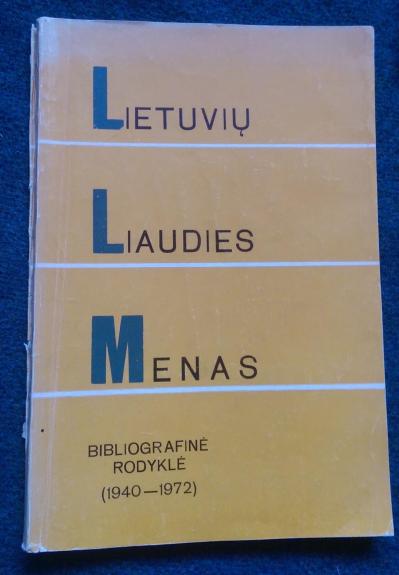 LIETUVIŲ
LIAUDIES
MENAS
BIBLIOGRAFINĖ
RODYKLĖ
(1940—1972)